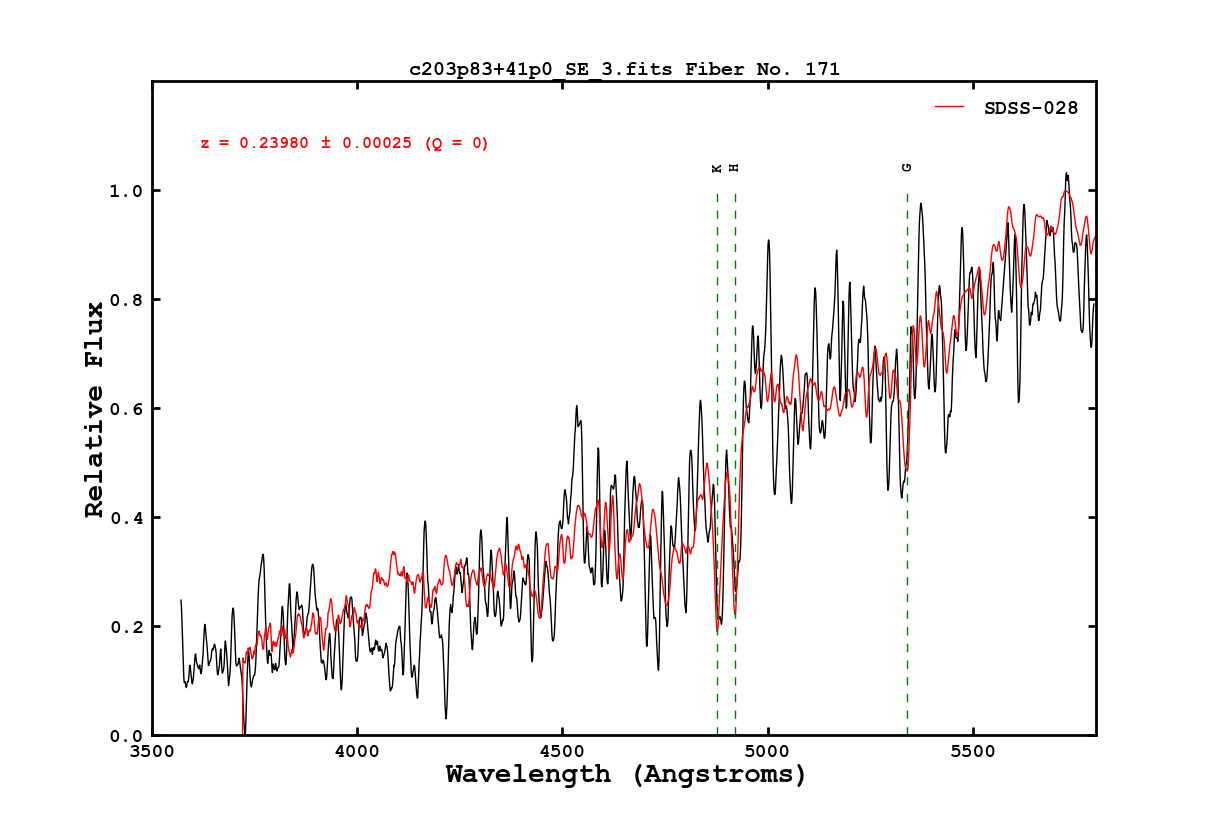 c203p83+41p0_SE_3.fits Fiber No. 171
SDSS-028
z = 0.23980 ± 0.00025 (Q = 0)
K H G
1.0
0.8
0.6
0.4
0.2
0.0
Relative Flux
3500 4000 4500 5000 5500
Wavelength (Angstroms)